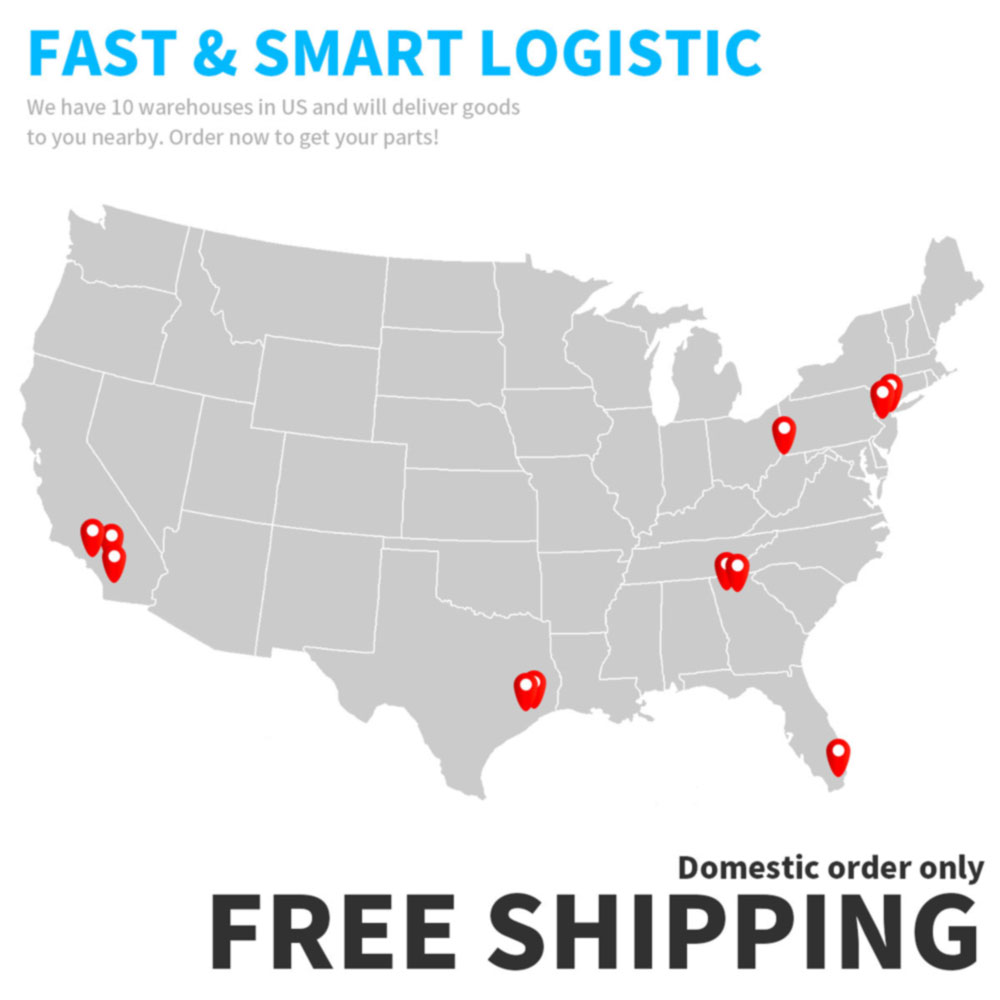 FAST & SMART LOGISTIC
We have 10 warehouses in US and will deliver goods
to you nearby. Order now to get your parts!
Domestic order only
FREE SHIPPING